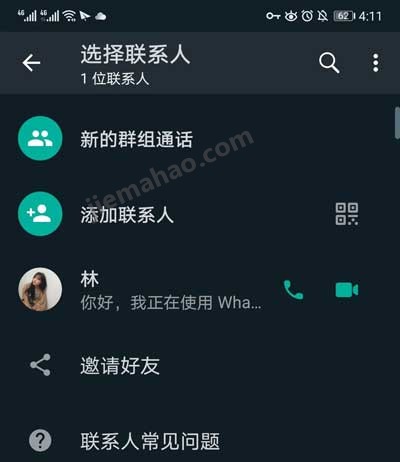 4G 4G 62 4:11
选择联系人
1 位联系人
新的群组通话
jiemahao.com
添加联系人
林
你好，我正在使用 Wha...
邀请好友
联系人常见问题